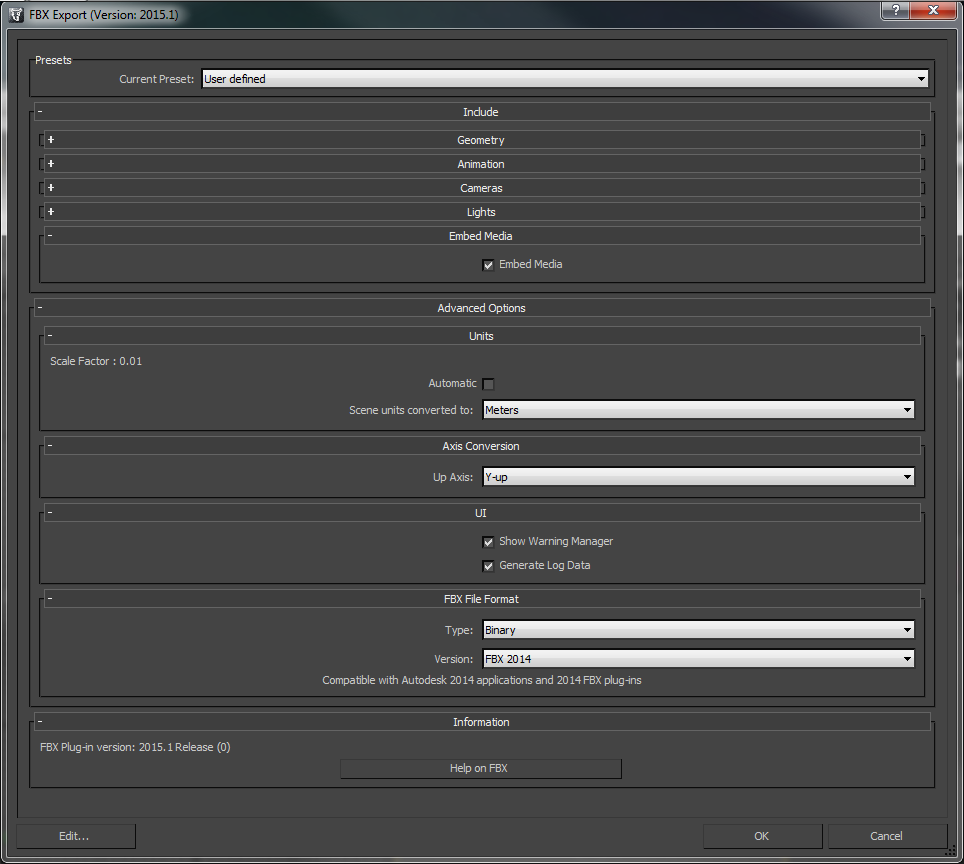 FBX Export (Version: 2015.1)
Presets
Current Preset: User defined
- Include
+ Geometry
+ Animation
+ Cameras
+ Lights
- Embed Media
Embed Media
- Advanced Options
- Units
Scale Factor : 0.01
Automatic
Scene units converted to: Meters
- Axis Conversion
Up Axis: Y-up
- UI
Show Warning Manager
Generate Log Data
- FBX File Format
Type: Binary
Version: FBX 2014
Compatible with Autodesk 2014 applications and 2014 FBX plug-ins
- Information
FBX Plug-in version: 2015.1 Release (0)
Help on FBX
Edit... OK Cancel